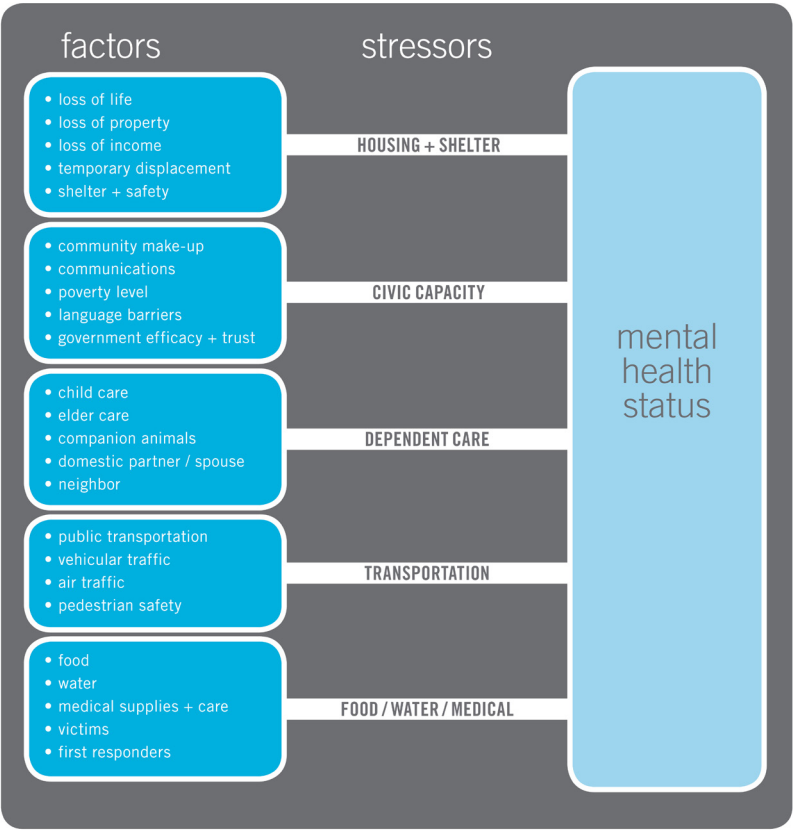 factors
stressors
• loss of life
• loss of property
• loss of income
• temporary displacement
• shelter + safety
HOUSING + SHELTER
• community make-up
• communications
• poverty level
• language barriers
• government efficacy + trust
CIVIC CAPACITY
• child care
• elder care
• companion animals
• domestic partner / spouse
• neighbor
DEPENDENT CARE
• public transportation
• vehicular traffic
• air traffic
• pedestrian safety
TRANSPORTATION
• food
• water
• medical supplies + care
• victims
• first responders
FOOD / WATER / MEDICAL
mental
health
status